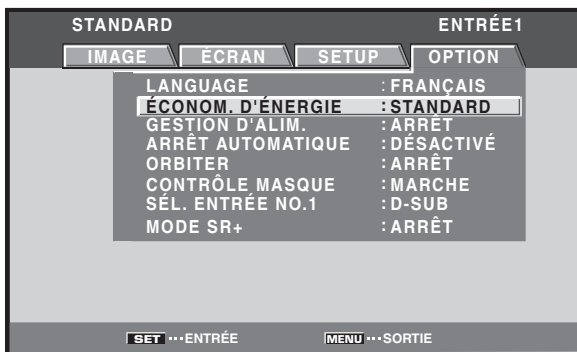 STANDARD ENTRÉE1
IMAGE ÉCRAN SETUP OPTION
LANGUAGE :FRANÇAIS
ÉCONOM. D'ÉNERGIE :STANDARD
GESTION D'ALIM. :ARRÊT
ARRÊT AUTOMATIQUE :DÉSACTIVÉ
ORBITER :ARRÊT
CONTRÔLE MASQUE :MARCHE
SÉL. ENTRÉE NO.1 :D-SUB
MODE SR+ :ARRÊT
SET ···ENTRÉE MENU ···SORTIE